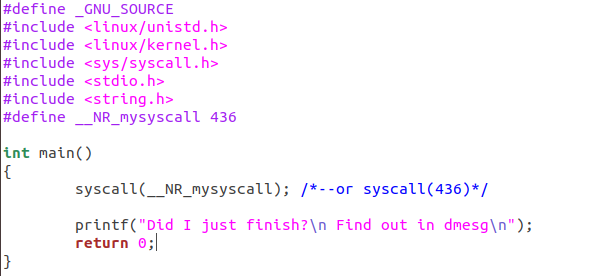 #define _GNU_SOURCE
#include <linux/unistd.h>
#include <linux/kernel.h>
#include <sys/syscall.h>
#include <stdio.h>
#include <string.h>
#define __NR_mysyscall 436

int main()
{
        syscall(__NR_mysyscall); /*--or syscall(436)*/

        printf("Did I just finish?\n Find out in dmesg\n");
        return 0;
}